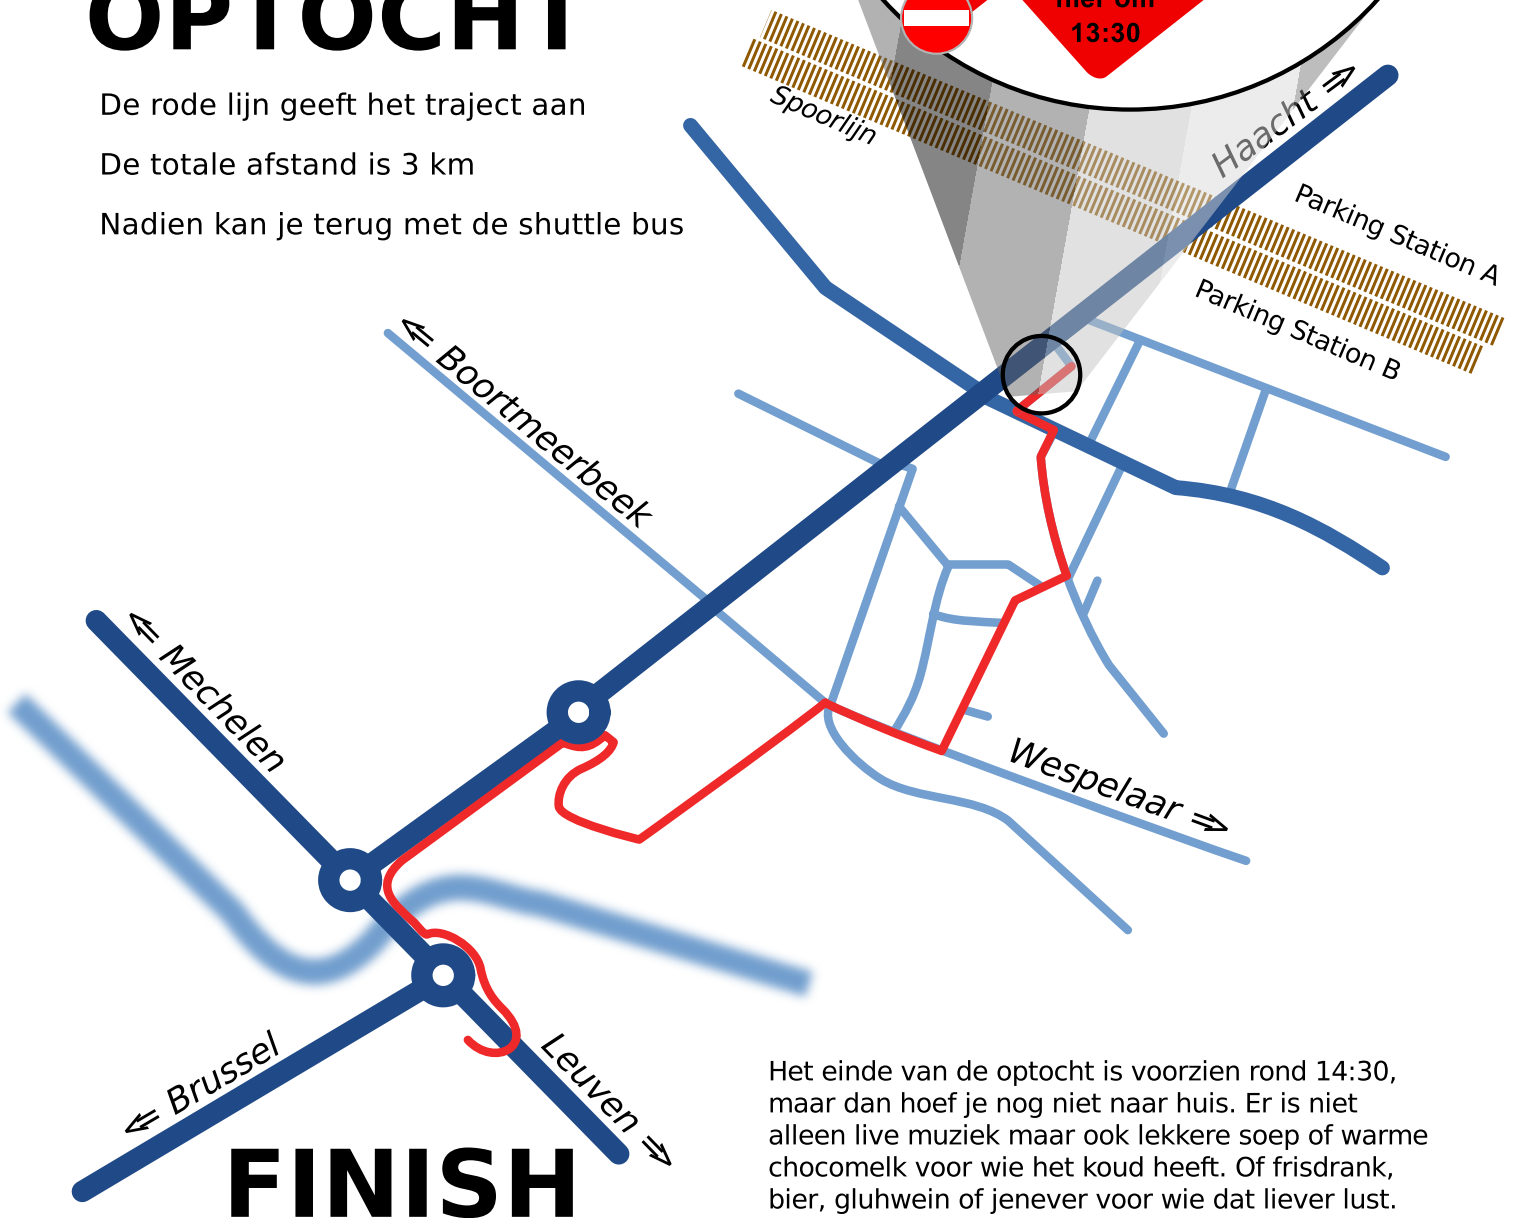 OPTOCHT
hier om
13:30
De rode lijn geeft het traject aan
De totale afstand is 3 km
Nadien kan je terug met de shuttle bus
Spoorlijn
Haacht ⇒
Parking Station A
Parking Station B
⇐ Boortmeerbeek
⇐ Mechelen
Wespelaar ⇒
⇐ Brussel
Leuven ⇒
FINISH
Het einde van de optocht is voorzien rond 14:30,
maar dan hoef je nog niet naar huis. Er is niet
alleen live muziek maar ook lekkere soep of warme
chocomelk voor wie het koud heeft. Of frisdrank,
bier, gluhwein of jenever voor wie dat liever lust.